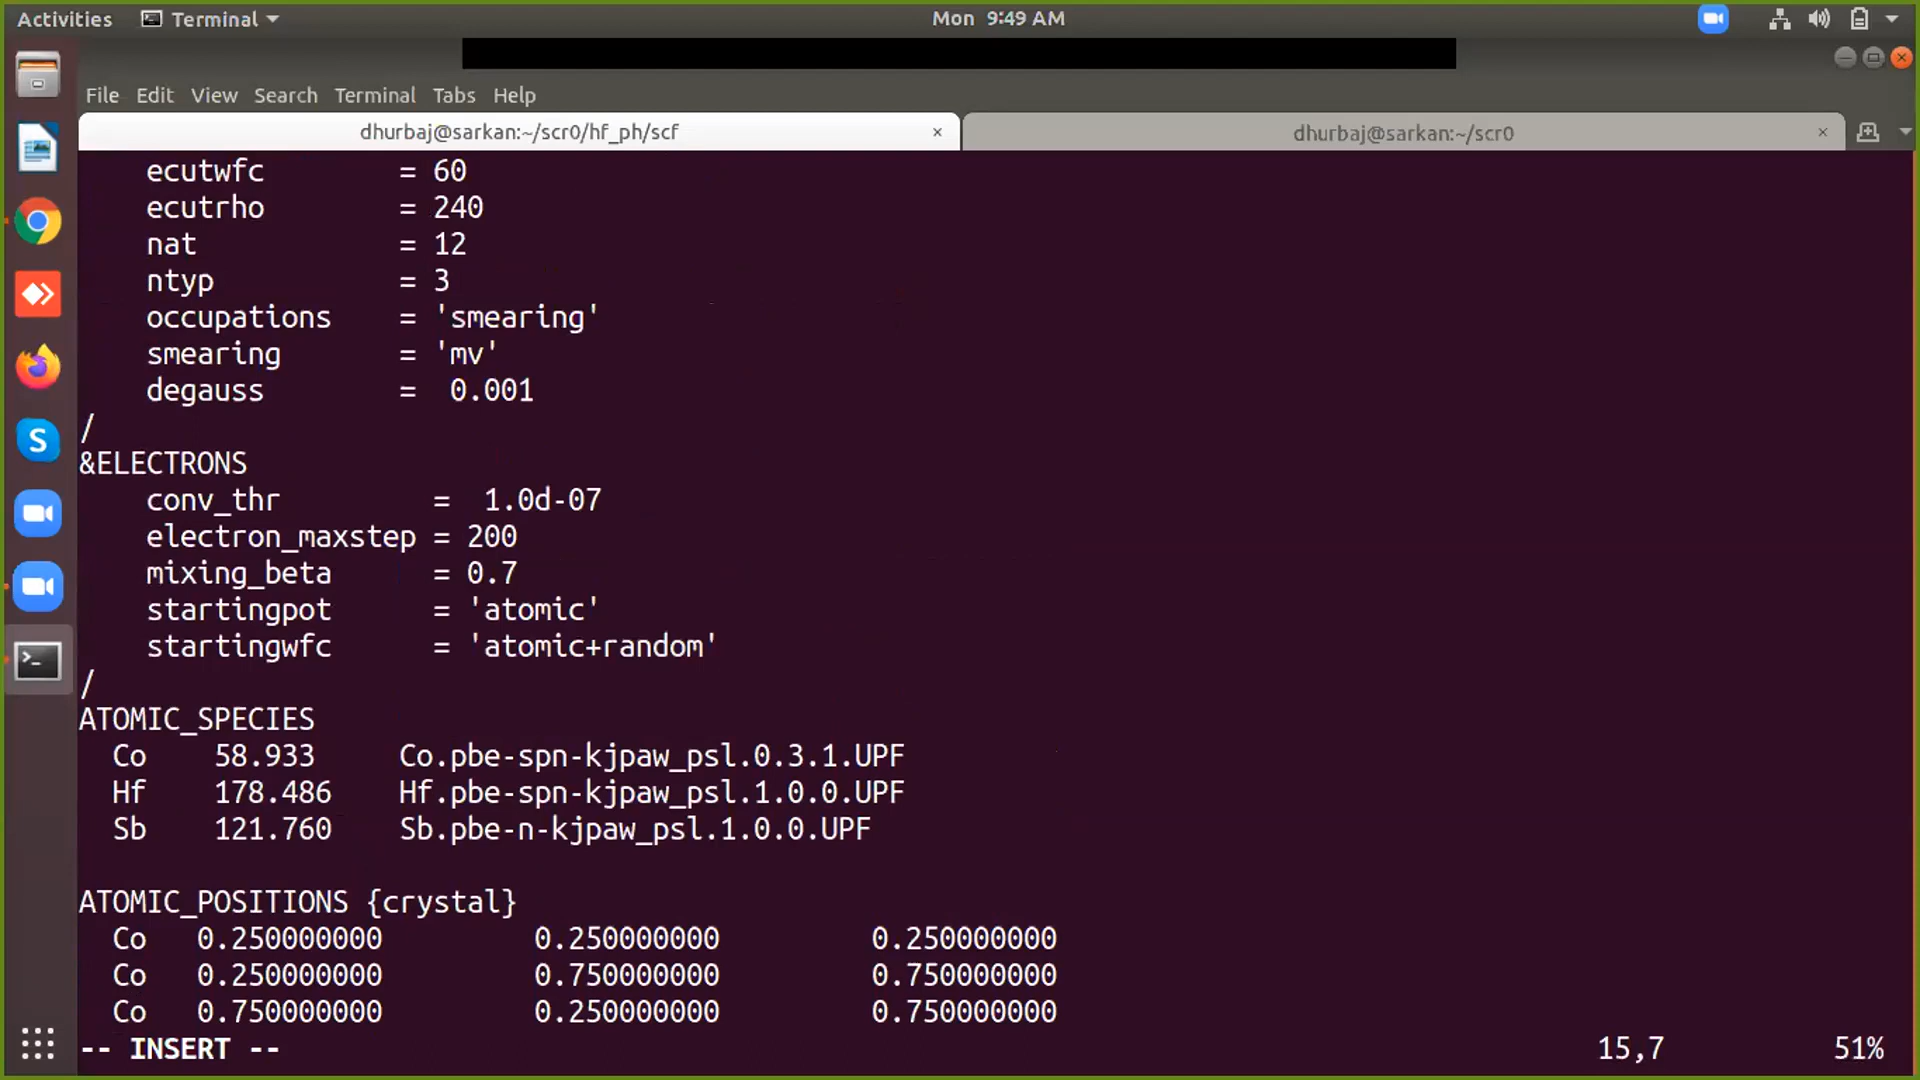 Activities Terminal Mon 9:49 AM
File Edit View Search Terminal Tabs Help
dhurbaj@sarkan:~/scr0/hf_ph/scf × dhurbaj@sarkan:~/scr0 ×
ecutwfc = 60
ecutrho = 240
nat = 12
ntyp = 3
occupations = 'smearing'
smearing = 'mv'
degauss = 0.001
/
&ELECTRONS
conv_thr = 1.0d-07
electron_maxstep = 200
mixing_beta = 0.7
startingpot = 'atomic'
startingwfc = 'atomic+random'
/
ATOMIC_SPECIES
Co 58.933 Co.pbe-spn-kjpaw_psl.0.3.1.UPF
Hf 178.486 Hf.pbe-spn-kjpaw_psl.1.0.0.UPF
Sb 121.760 Sb.pbe-n-kjpaw_psl.1.0.0.UPF
ATOMIC_POSITIONS {crystal}
Co 0.250000000 0.250000000 0.250000000
Co 0.250000000 0.750000000 0.750000000
Co 0.750000000 0.250000000 0.750000000
-- INSERT -- 15,7 51%